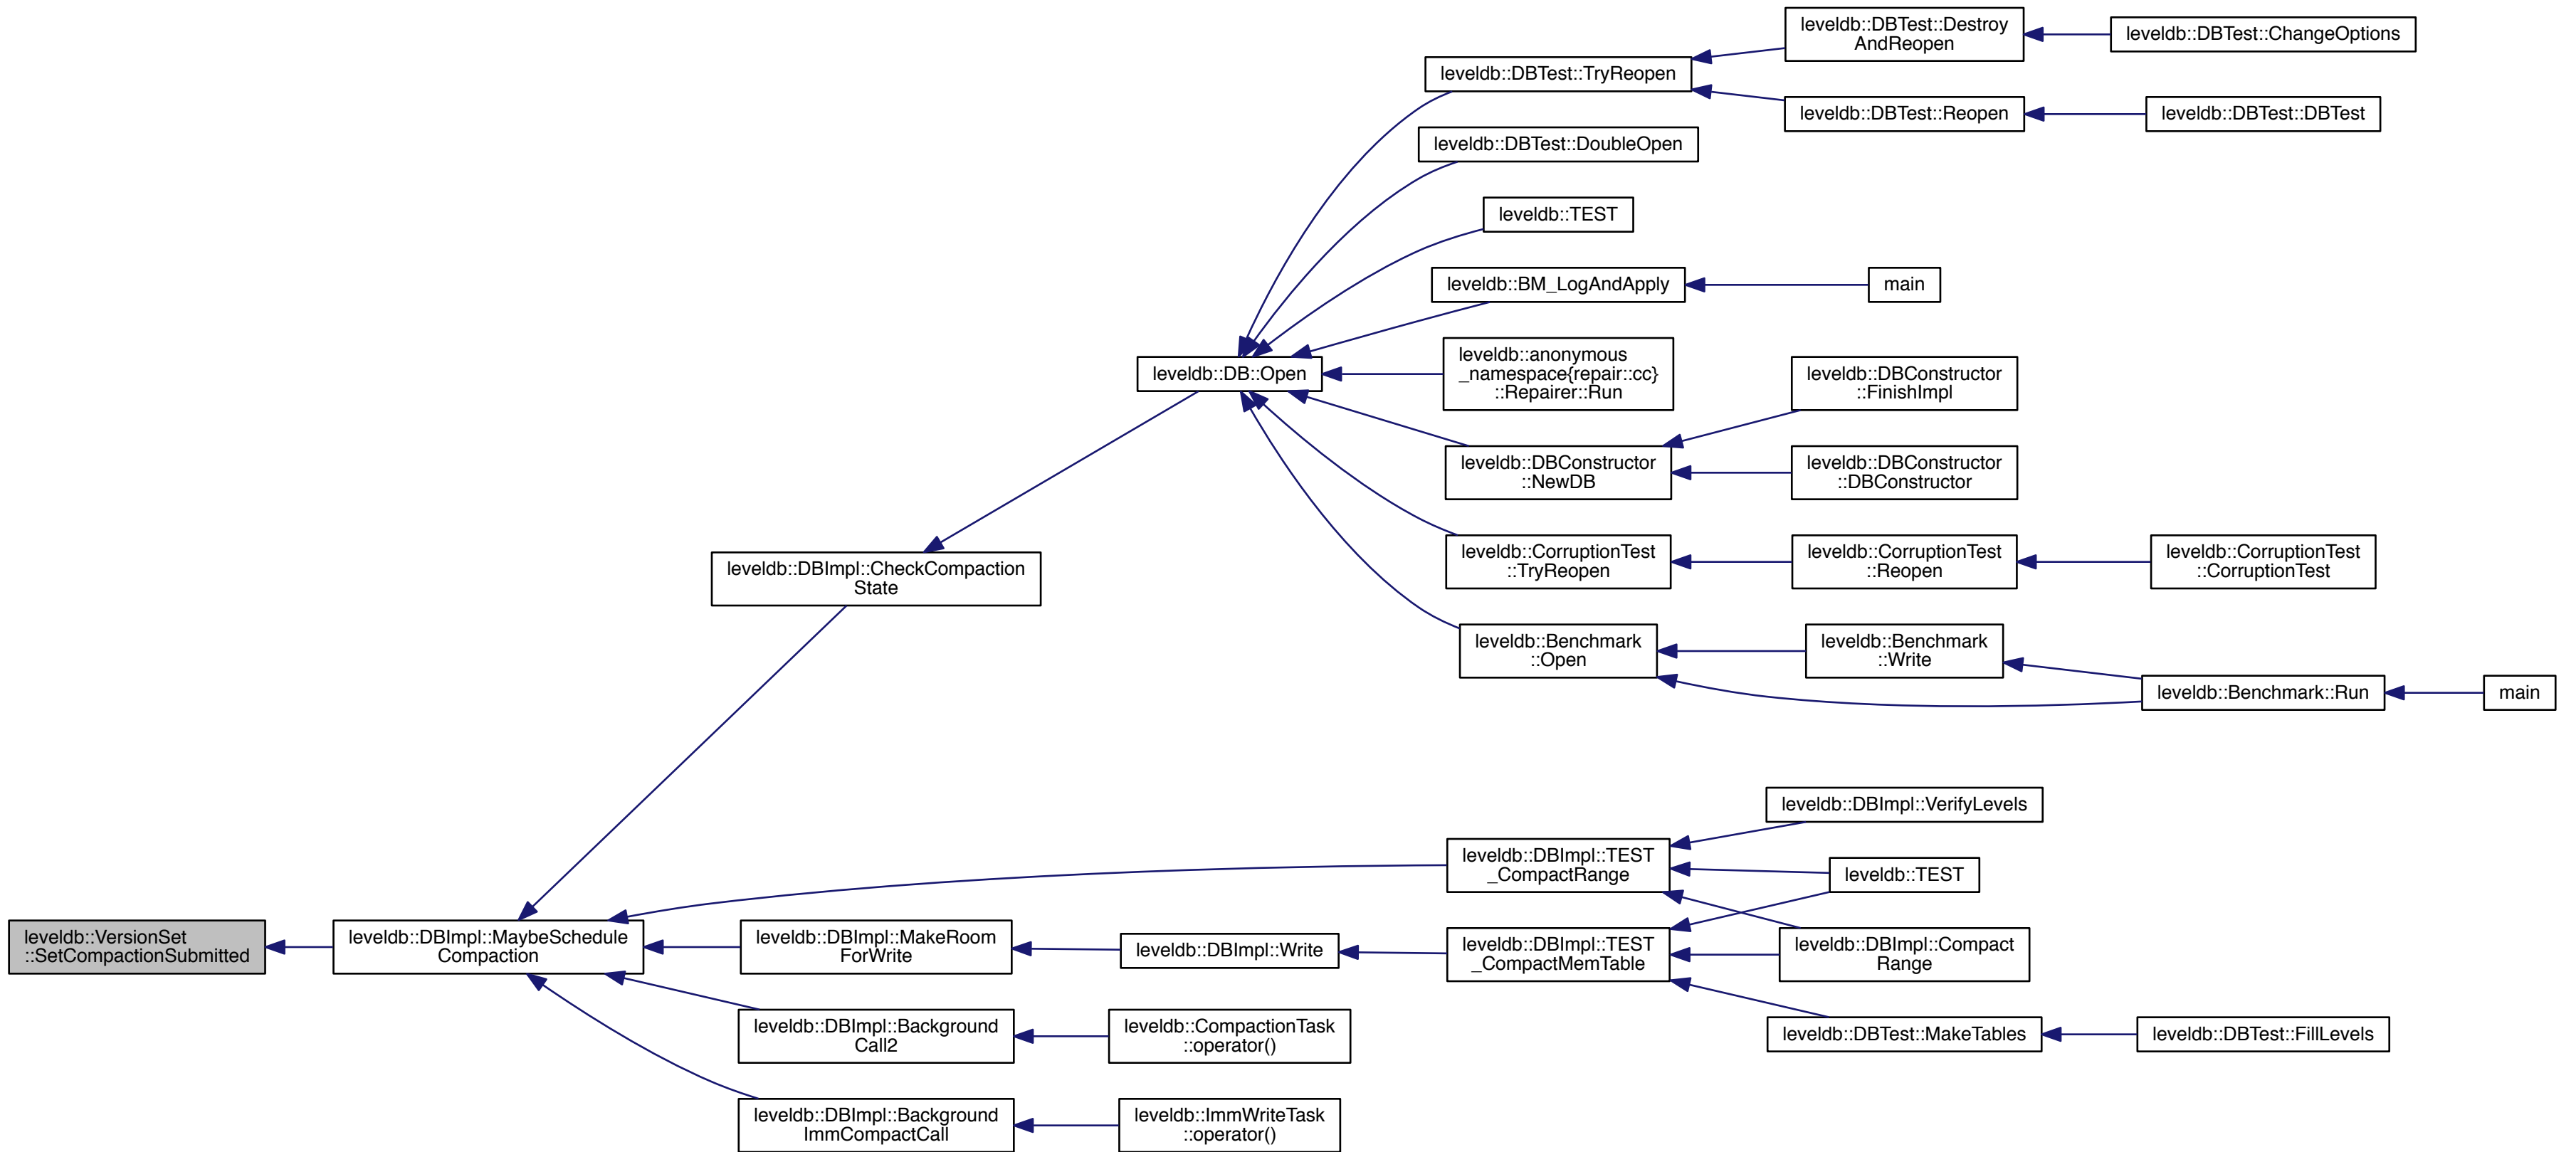 leveldb::DBTest::Destroy
AndReopen
leveldb::DBTest::ChangeOptions
leveldb::DBTest::TryReopen
leveldb::DBTest::Reopen
leveldb::DBTest::DBTest
leveldb::DBTest::DoubleOpen
leveldb::TEST
leveldb::BM_LogAndApply
main
leveldb::DB::Open
leveldb::anonymous
_namespace{repair::cc}
::Repairer::Run
leveldb::DBConstructor
::FinishImpl
leveldb::DBConstructor
::NewDB
leveldb::DBConstructor
::DBConstructor
leveldb::DBImpl::CheckCompaction
State
leveldb::CorruptionTest
::TryReopen
leveldb::CorruptionTest
::Reopen
leveldb::CorruptionTest
::CorruptionTest
leveldb::Benchmark
::Open
leveldb::Benchmark
::Write
leveldb::Benchmark::Run
main
leveldb::DBImpl::VerifyLevels
leveldb::DBImpl::TEST
_CompactRange
leveldb::TEST
leveldb::VersionSet
::SetCompactionSubmitted
leveldb::DBImpl::MaybeSchedule
Compaction
leveldb::DBImpl::MakeRoom
ForWrite
leveldb::DBImpl::Write
leveldb::DBImpl::TEST
_CompactMemTable
leveldb::DBImpl::Compact
Range
leveldb::DBImpl::Background
Call2
leveldb::CompactionTask
::operator()
leveldb::DBTest::MakeTables
leveldb::DBTest::FillLevels
leveldb::DBImpl::Background
ImmCompactCall
leveldb::ImmWriteTask
::operator()